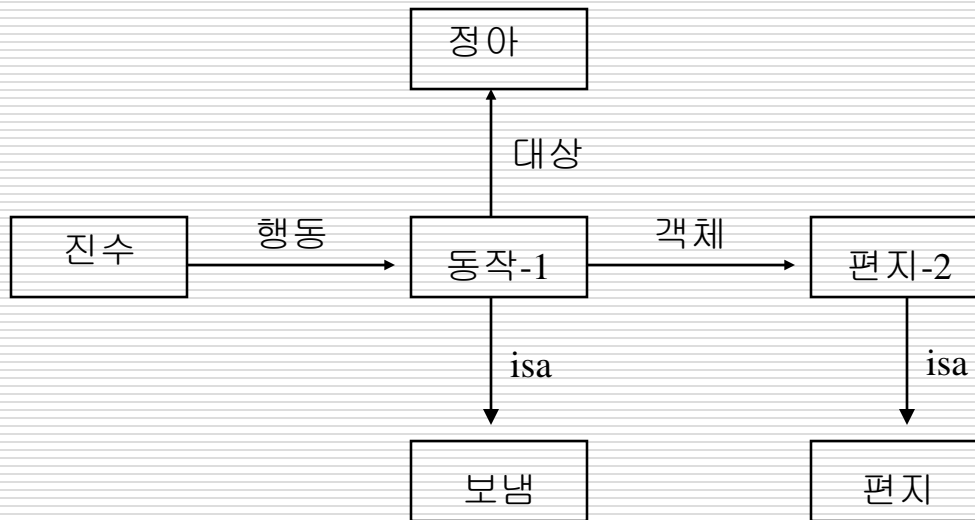 정아
대상
진수 행동 동작-1 객체 편지-2
isa isa
보냄 편지